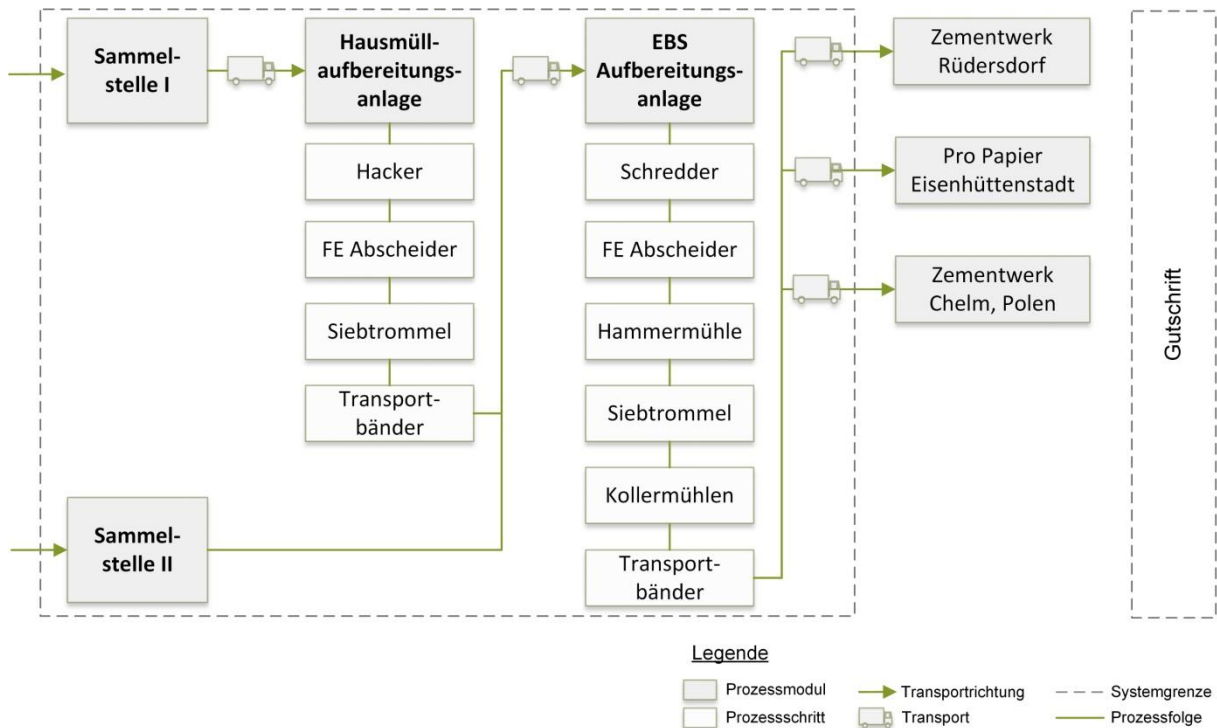 Sammel-
stelle I
Hausmüll-
aufbereitungs-
anlage
Hacker
FE Abscheider
Siebtrommel
Transport-
bänder
Sammel-
stelle II
EBS
Aufbereitungs-
anlage
Schredder
FE Abscheider
Hammermühle
Siebtrommel
Kollermühlen
Transport-
bänder
Zementwerk
Rüdersdorf
Pro Papier
Eisenhüttenstadt
Zementwerk
Chelm, Polen
Gutschrift
Legende
Prozessmodul
Transportrichtung
Systemgrenze
Prozessschritt
Transport
Prozessfolge